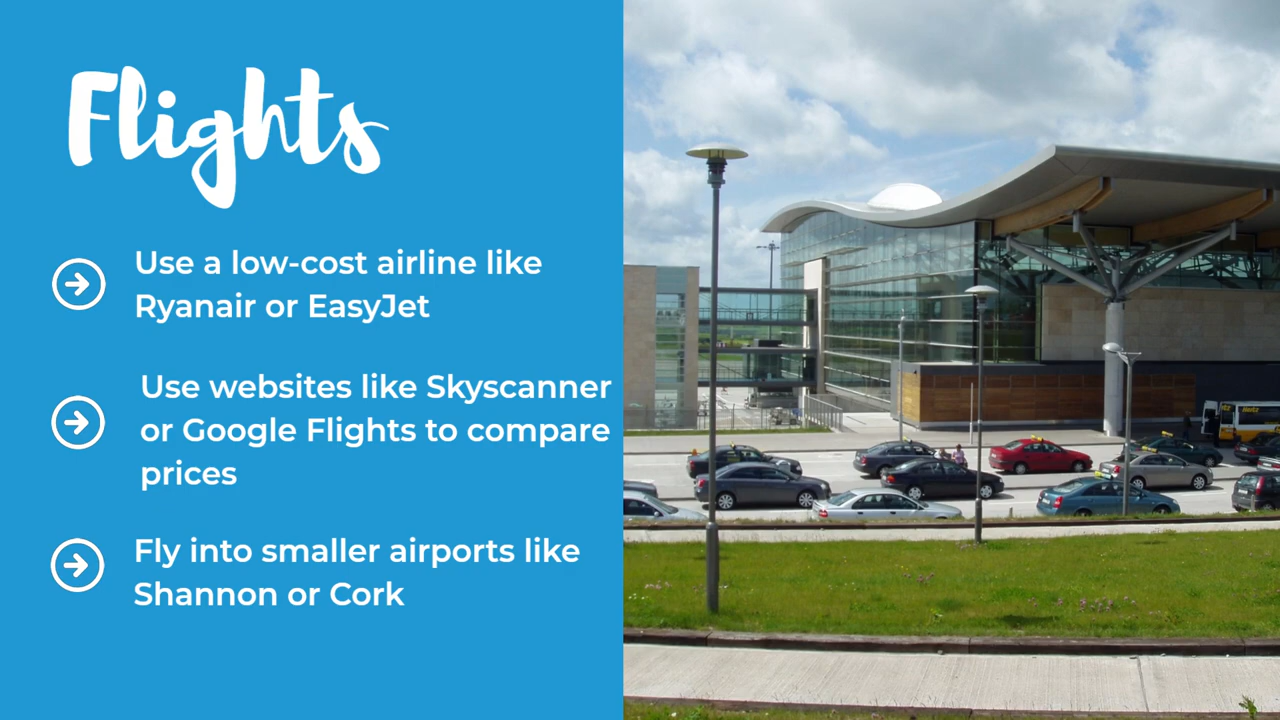 Flights
Use a low-cost airline like
Ryanair or EasyJet
Use websites like Skyscanner
or Google Flights to compare
prices
Fly into smaller airports like
Shannon or Cork
Hertz